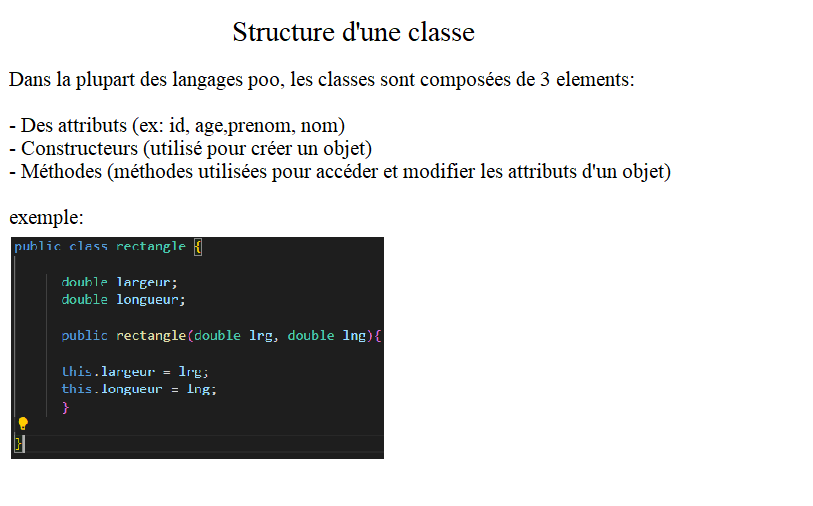 Structure d'une classe
Dans la plupart des langages poo, les classes sont composées de 3 elements:
- Des attributs (ex: id, age,prenom, nom)
- Constructeurs (utilisé pour créer un objet)
- Méthodes (méthodes utilisées pour accéder et modifier les attributs d'un objet)
exemple:
public class rectangle {
double largeur;
double longueur;
public rectangle(double lrg, double lng){
this.largeur = lrg;
this.longueur = lng;
}
}